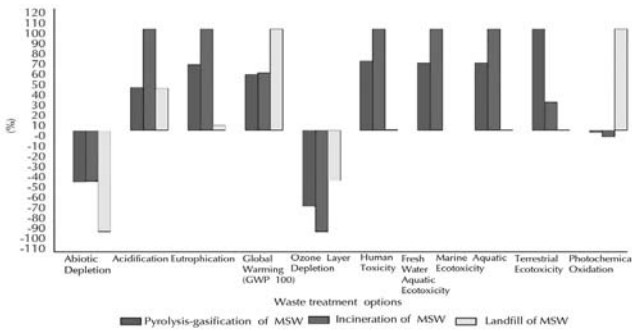 120
110
100
90
80
70
60
50
40
30
20
10
-0
-10
-20
-30
-40
-50
-60
-70
-80
-90
-100
-110
(%)
Abiotic Depletion
Acidification
Eutrophication
Global Warming (GWP 100)
Ozone Layer Depletion
Human Toxicity
Fresh Water Aquatic Ecotoxicity
Marine Aquatic Ecotoxicity
Terrestrial Ecotoxicity
Photochemica Oxidation
Waste treatment options
Pyrolysis-gasification of MSW
Incineration of MSW
Landfill of MSW